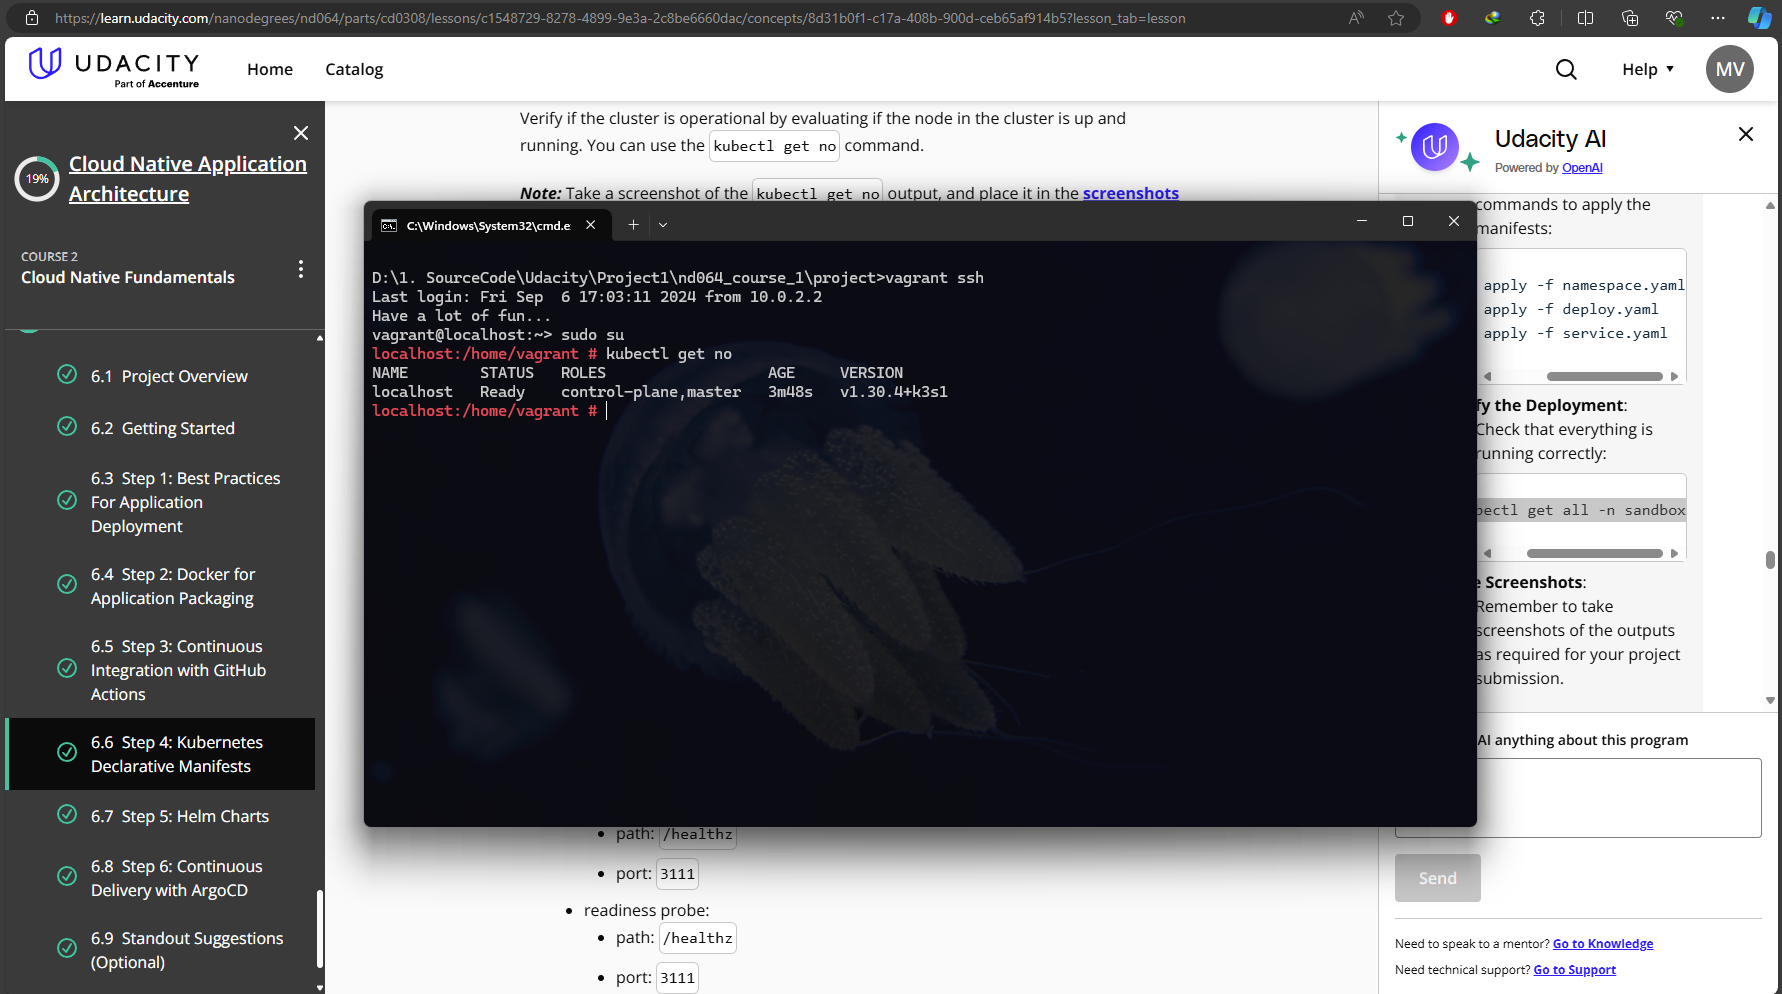 https://learn.udacity.com/nanodegrees/nd064/parts/cd0308/lessons/c1548729-8278-4899-9e3a-2c8be6660dac/concepts/8d31b0f1-c17a-408b-900d-ceb65af914b5?lesson_tab=lesson
UDACITY
Part of Accenture
Home
Catalog
Help
MV
19%
Cloud Native Application
Architecture
COURSE 2
Cloud Native Fundamentals
6.1 Project Overview
6.2 Getting Started
6.3 Step 1: Best Practices
For Application
Deployment
6.4 Step 2: Docker for
Application Packaging
6.5 Step 3: Continuous
Integration with GitHub
Actions
6.6 Step 4: Kubernetes
Declarative Manifests
6.7 Step 5: Helm Charts
6.8 Step 6: Continuous
Delivery with ArgoCD
6.9 Standout Suggestions
(Optional)
Verify if the cluster is operational by evaluating if the node in the cluster is up and
running. You can use the kubectl get no command.
Note: Take a screenshot of the kubectl get no output, and place it in the screenshots
C:\Windows\System32\cmd.e
D:\1. SourceCode\Udacity\Project1\nd064_course_1\project>vagrant ssh
Last login: Fri Sep  6 17:03:11 2024 from 10.0.2.2
Have a lot of fun...
vagrant@localhost:~> sudo su
localhost:/home/vagrant # kubectl get no
NAME        STATUS   ROLES                  AGE     VERSION
localhost   Ready    control-plane,master   3m48s   v1.30.4+k3s1
localhost:/home/vagrant #
path: /healthz
port: 3111
readiness probe:
path: /healthz
port: 3111
Udacity AI
Powered by OpenAI
commands to apply the
manifests:
apply -f namespace.yaml
apply -f deploy.yaml
apply -f service.yaml
fy the Deployment:
Check that everything is
running correctly:
bectl get all -n sandbox
e Screenshots:
Remember to take
screenshots of the outputs
as required for your project
submission.
AI anything about this program
Send
Need to speak to a mentor? Go to Knowledge
Need technical support? Go to Support